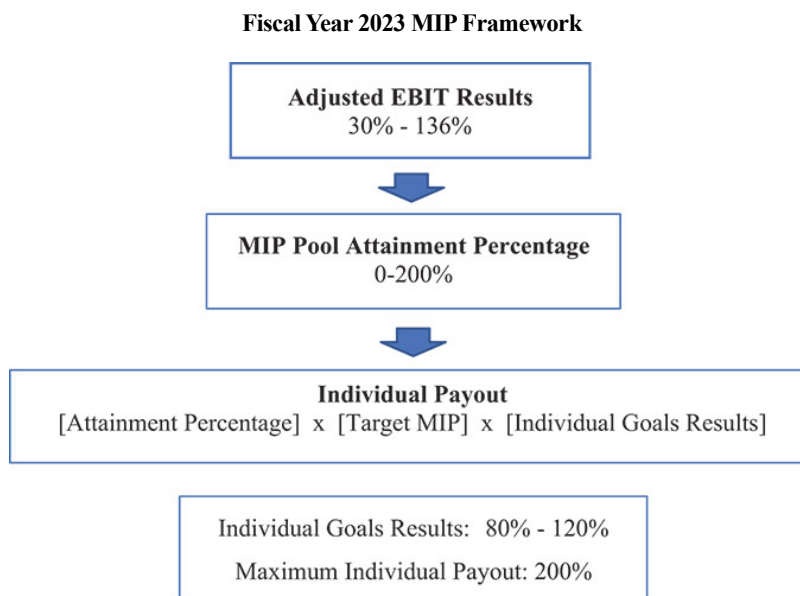 Fiscal Year 2023 MIP Framework
Adjusted EBIT Results
30% - 136%
MIP Pool Attainment Percentage
0-200%
Individual Payout
[Attainment Percentage] x [Target MIP] x [Individual Goals Results]
Individual Goals Results: 80% - 120%
Maximum Individual Payout: 200%